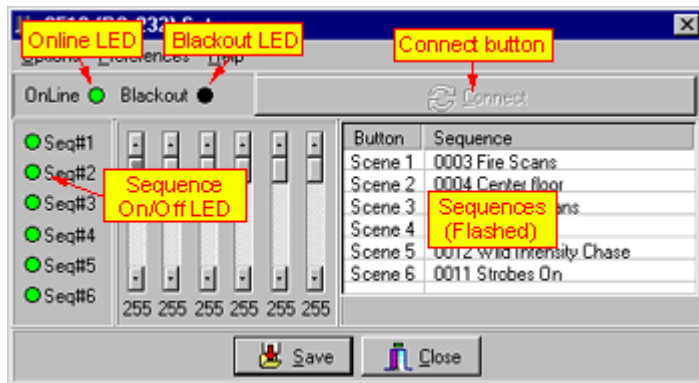 Online LED
Blackout LED
Connect button
Help
OnLine
Blackout
Connect
Seq#1
Seq#2
Seq#3
Seq#4
Seq#5
Seq#6
Sequence
On/Off LED
255 255 255 255 255 255
Button Sequence
Scene 1 0003 Fire Scans
Scene 2 0004 Center floor
Scene 3
Scene 4
Scene 5 0012 Wild Intensity Chase
Scene 6 0011 Strobes On
Sequences
(Flashed)
Save
Close